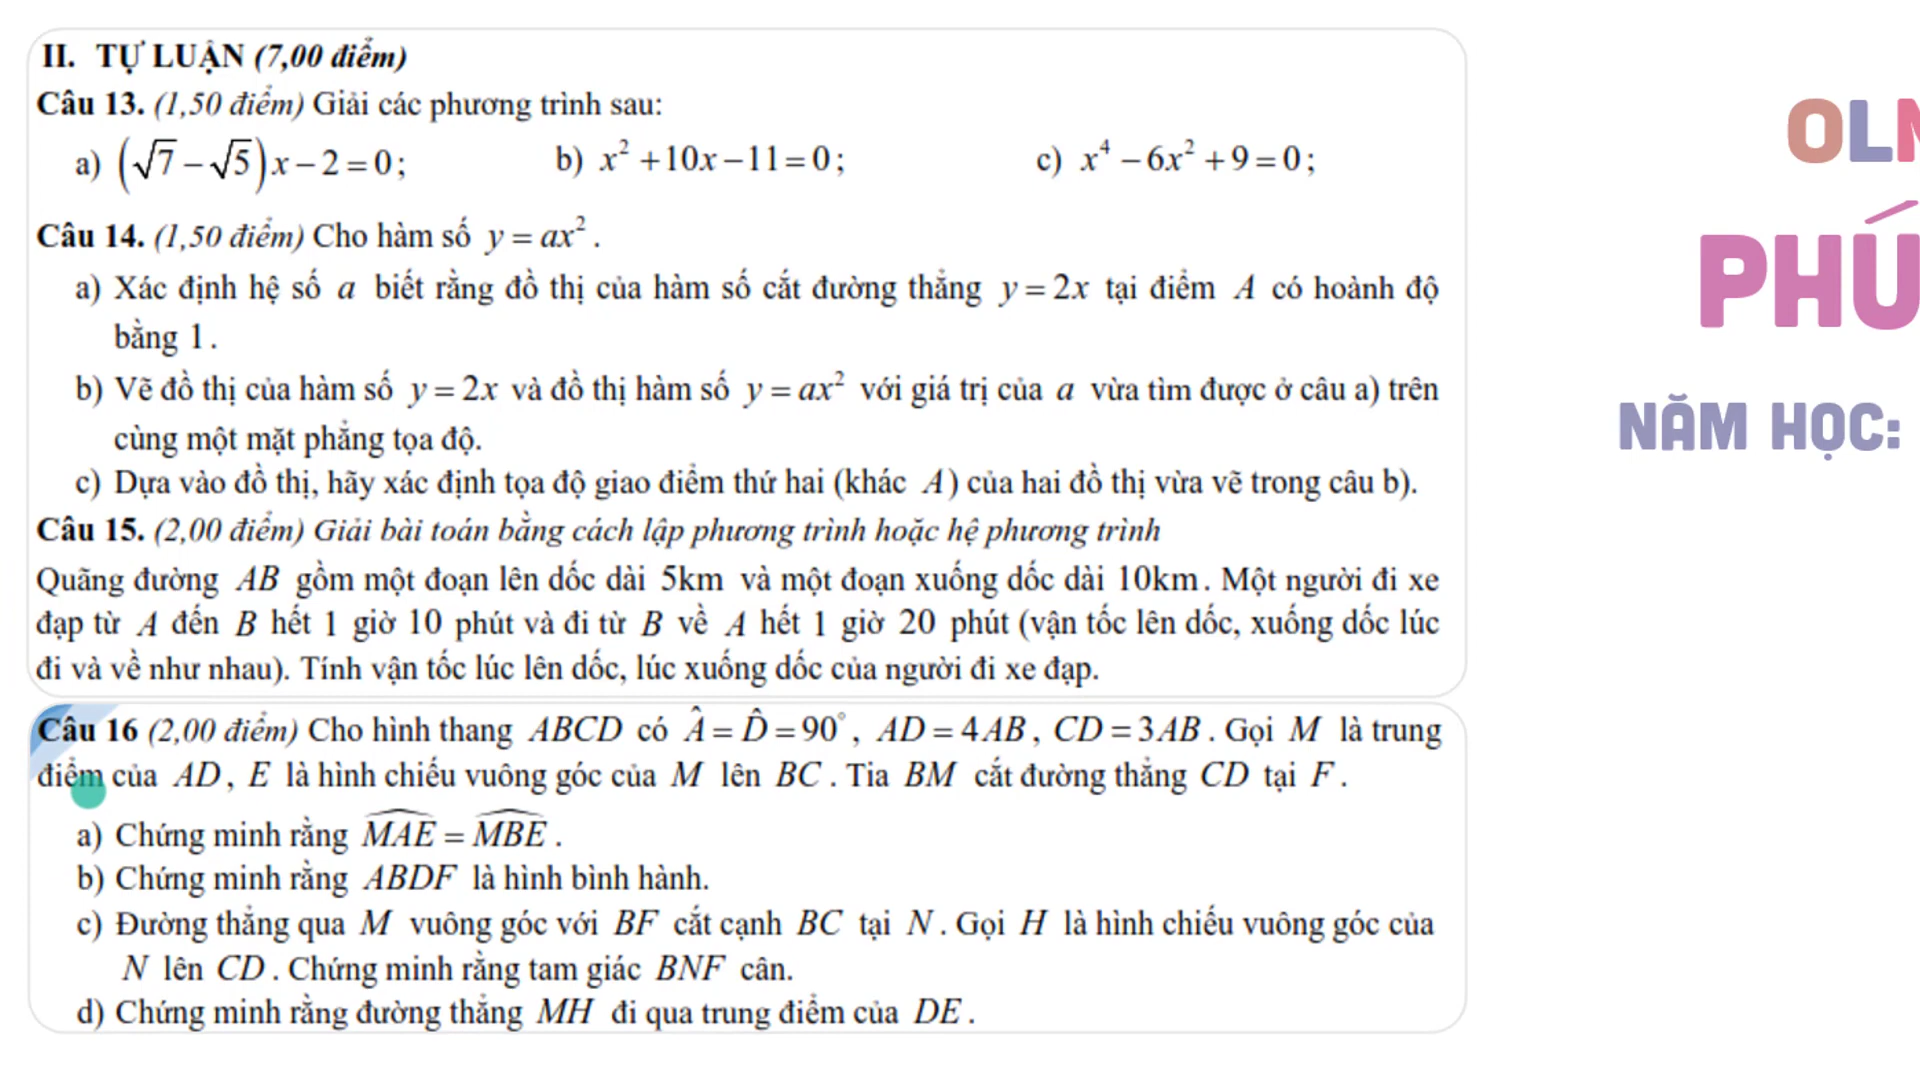 II. TỰ LUẬN (7,00 điểm)
Câu 13. (1,50 điểm) Giải các phương trình sau:
a) (√7 − √5)x − 2 = 0; b) x² + 10x − 11 = 0; c) x⁴ − 6x² + 9 = 0;
Câu 14. (1,50 điểm) Cho hàm số y = ax².
a) Xác định hệ số a biết rằng đồ thị của hàm số cắt đường thẳng y = 2x tại điểm A có hoành độ
bằng 1.
b) Vẽ đồ thị của hàm số y = 2x và đồ thị hàm số y = ax² với giá trị của a vừa tìm được ở câu a) trên
cùng một mặt phẳng tọa độ.
c) Dựa vào đồ thị, hãy xác định tọa độ giao điểm thứ hai (khác A) của hai đồ thị vừa vẽ trong câu b).
Câu 15. (2,00 điểm) Giải bài toán bằng cách lập phương trình hoặc hệ phương trình
Quãng đường AB gồm một đoạn lên dốc dài 5km và một đoạn xuống dốc dài 10km. Một người đi xe
đạp từ A đến B hết 1 giờ 10 phút và đi từ B về A hết 1 giờ 20 phút (vận tốc lên dốc, xuống dốc lúc
đi và về như nhau). Tính vận tốc lúc lên dốc, lúc xuống dốc của người đi xe đạp.
Câu 16 (2,00 điểm) Cho hình thang ABCD có Â = D̂ = 90°, AD = 4AB, CD = 3AB. Gọi M là trung
điểm của AD, E là hình chiếu vuông góc của M lên BC. Tia BM cắt đường thẳng CD tại F.
a) Chứng minh rằng MAE = MBE.
b) Chứng minh rằng ABDF là hình bình hành.
c) Đường thẳng qua M vuông góc với BF cắt cạnh BC tại N. Gọi H là hình chiếu vuông góc của
N lên CD. Chứng minh rằng tam giác BNF cân.
d) Chứng minh rằng đường thẳng MH đi qua trung điểm của DE.
OL
PHÚ
NĂM HỌC: